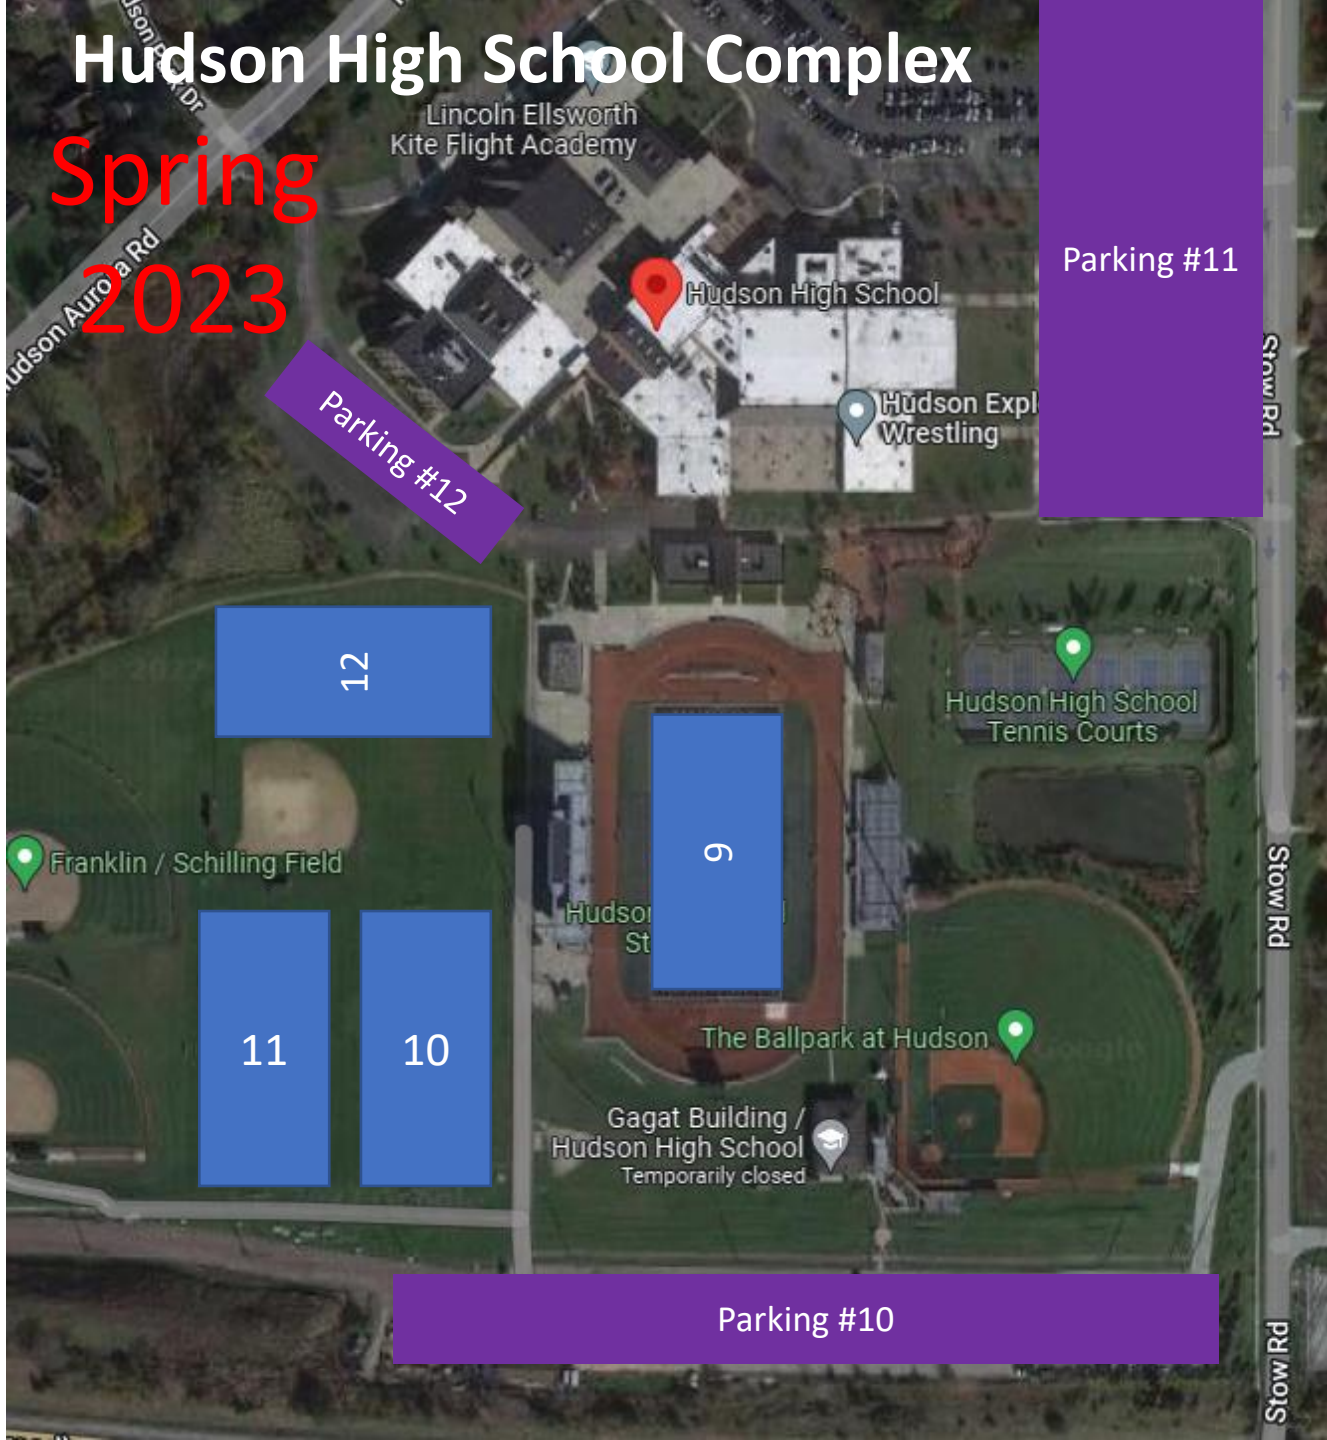 Hudson High School Complex
Lincoln Ellsworth
Kite Flight Academy
Spring
2023
Hudson Aurora Rd
Parking #11
Hudson High School
Stow Rd
Parking #12
Hudson Expl
Wrestling
12
Hudson High School
Tennis Courts
9
Franklin / Schilling Field
Stow Rd
11
10
The Ballpark at Hudson
Google
Gagat Building /
Hudson High School
Temporarily closed
Parking #10
Stow Rd